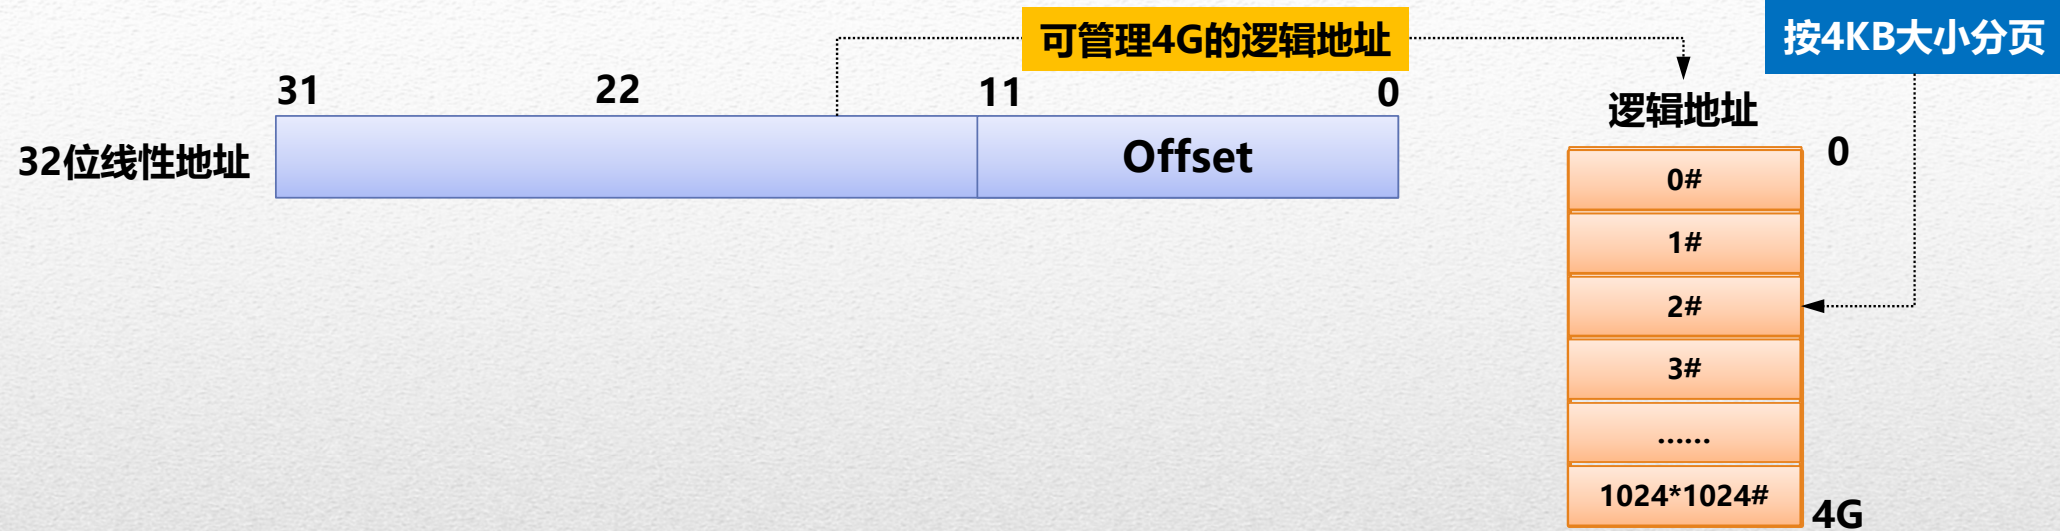 可管理4G的逻辑地址
按4KB大小分页
31
22
11
0
逻辑地址
32位线性地址
Offset
0
0#
1#
2#
3#
......
1024*1024#
4G